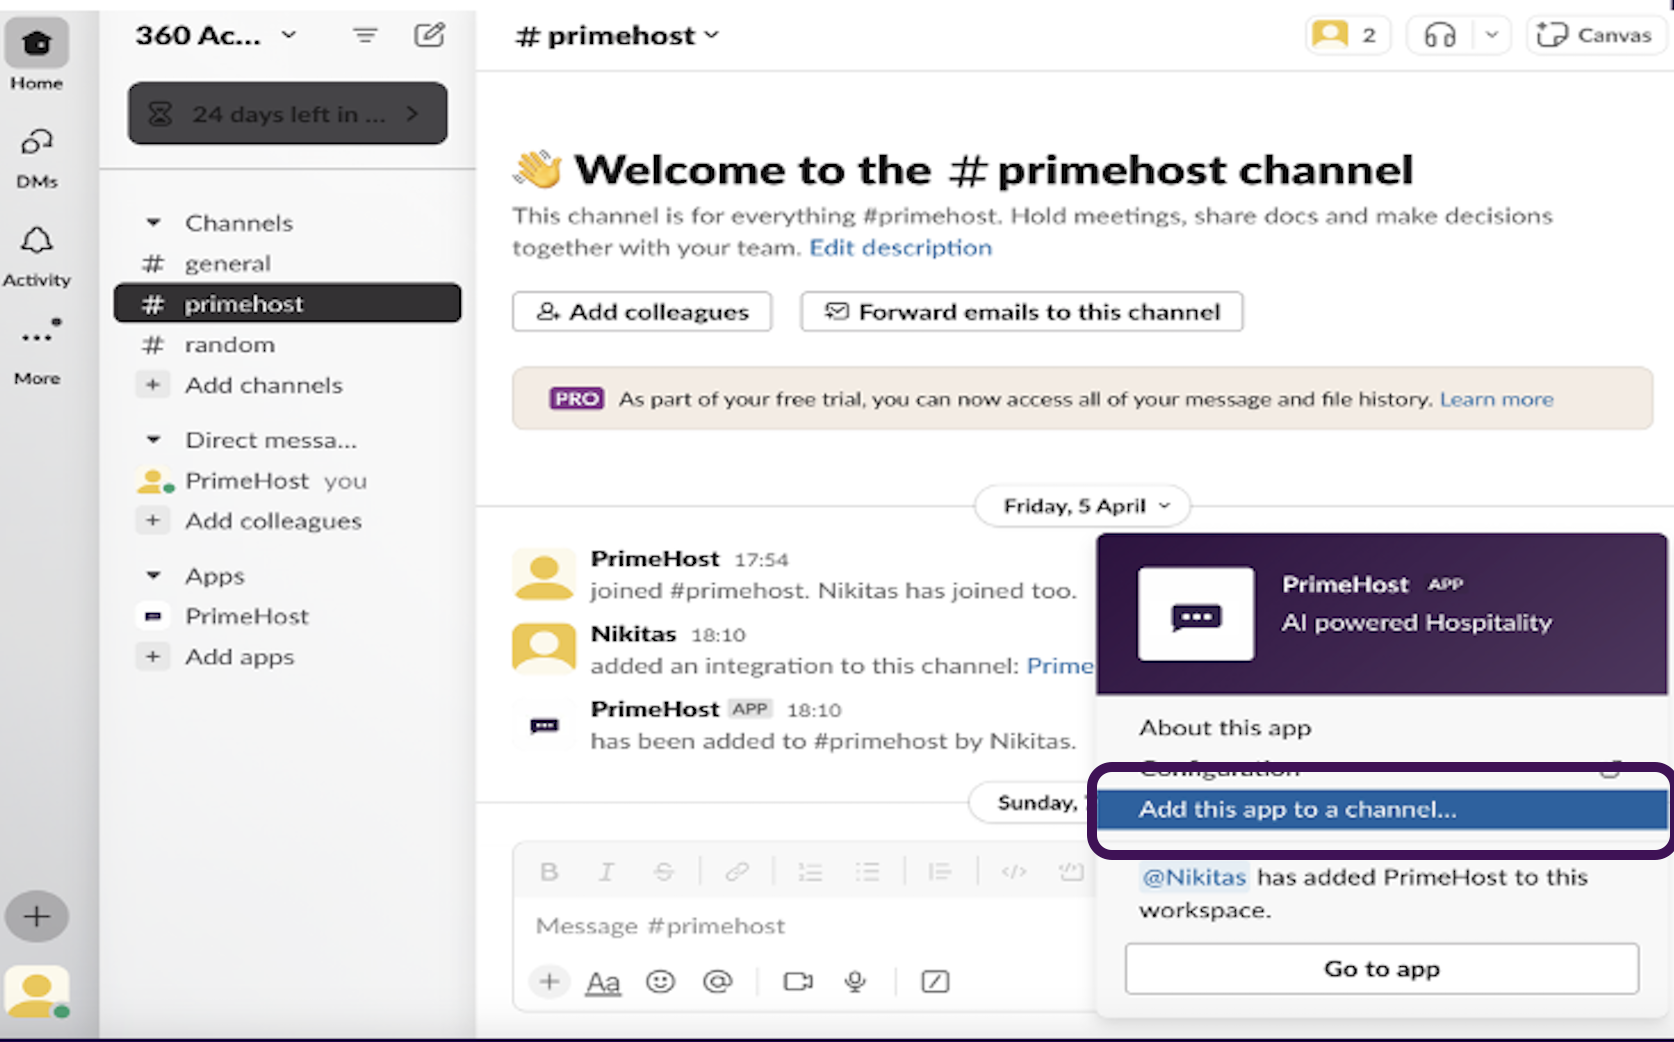 Home
DMs
Activity
More
360 Ac...
24 days left in ...
Channels
# general
# primehost
# random
+ Add channels
Direct messa...
PrimeHost you
+ Add colleagues
Apps
PrimeHost
+ Add apps
# primehost
2
Canvas
👋 Welcome to the # primehost channel
This channel is for everything #primehost. Hold meetings, share docs and make decisions
together with your team. Edit description
Add colleagues
Forward emails to this channel
PRO As part of your free trial, you can now access all of your message and file history. Learn more
Friday, 5 April
PrimeHost 17:54
joined #primehost. Nikitas has joined too.
Nikitas 18:10
added an integration to this channel: Prime
PrimeHost APP 18:10
has been added to #primehost by Nikitas.
Sunday,
B I S
Message #primehost
+ Aa
PrimeHost APP
AI powered Hospitality
About this app
Configuration
Add this app to a channel...
@Nikitas has added PrimeHost to this
workspace.
Go to app